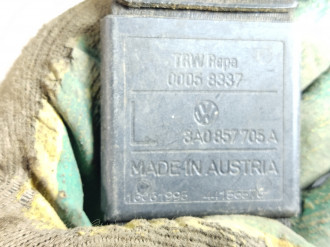 TRW Repa
0005 8337
3A0 857 705 A
MADE IN AUSTRIA